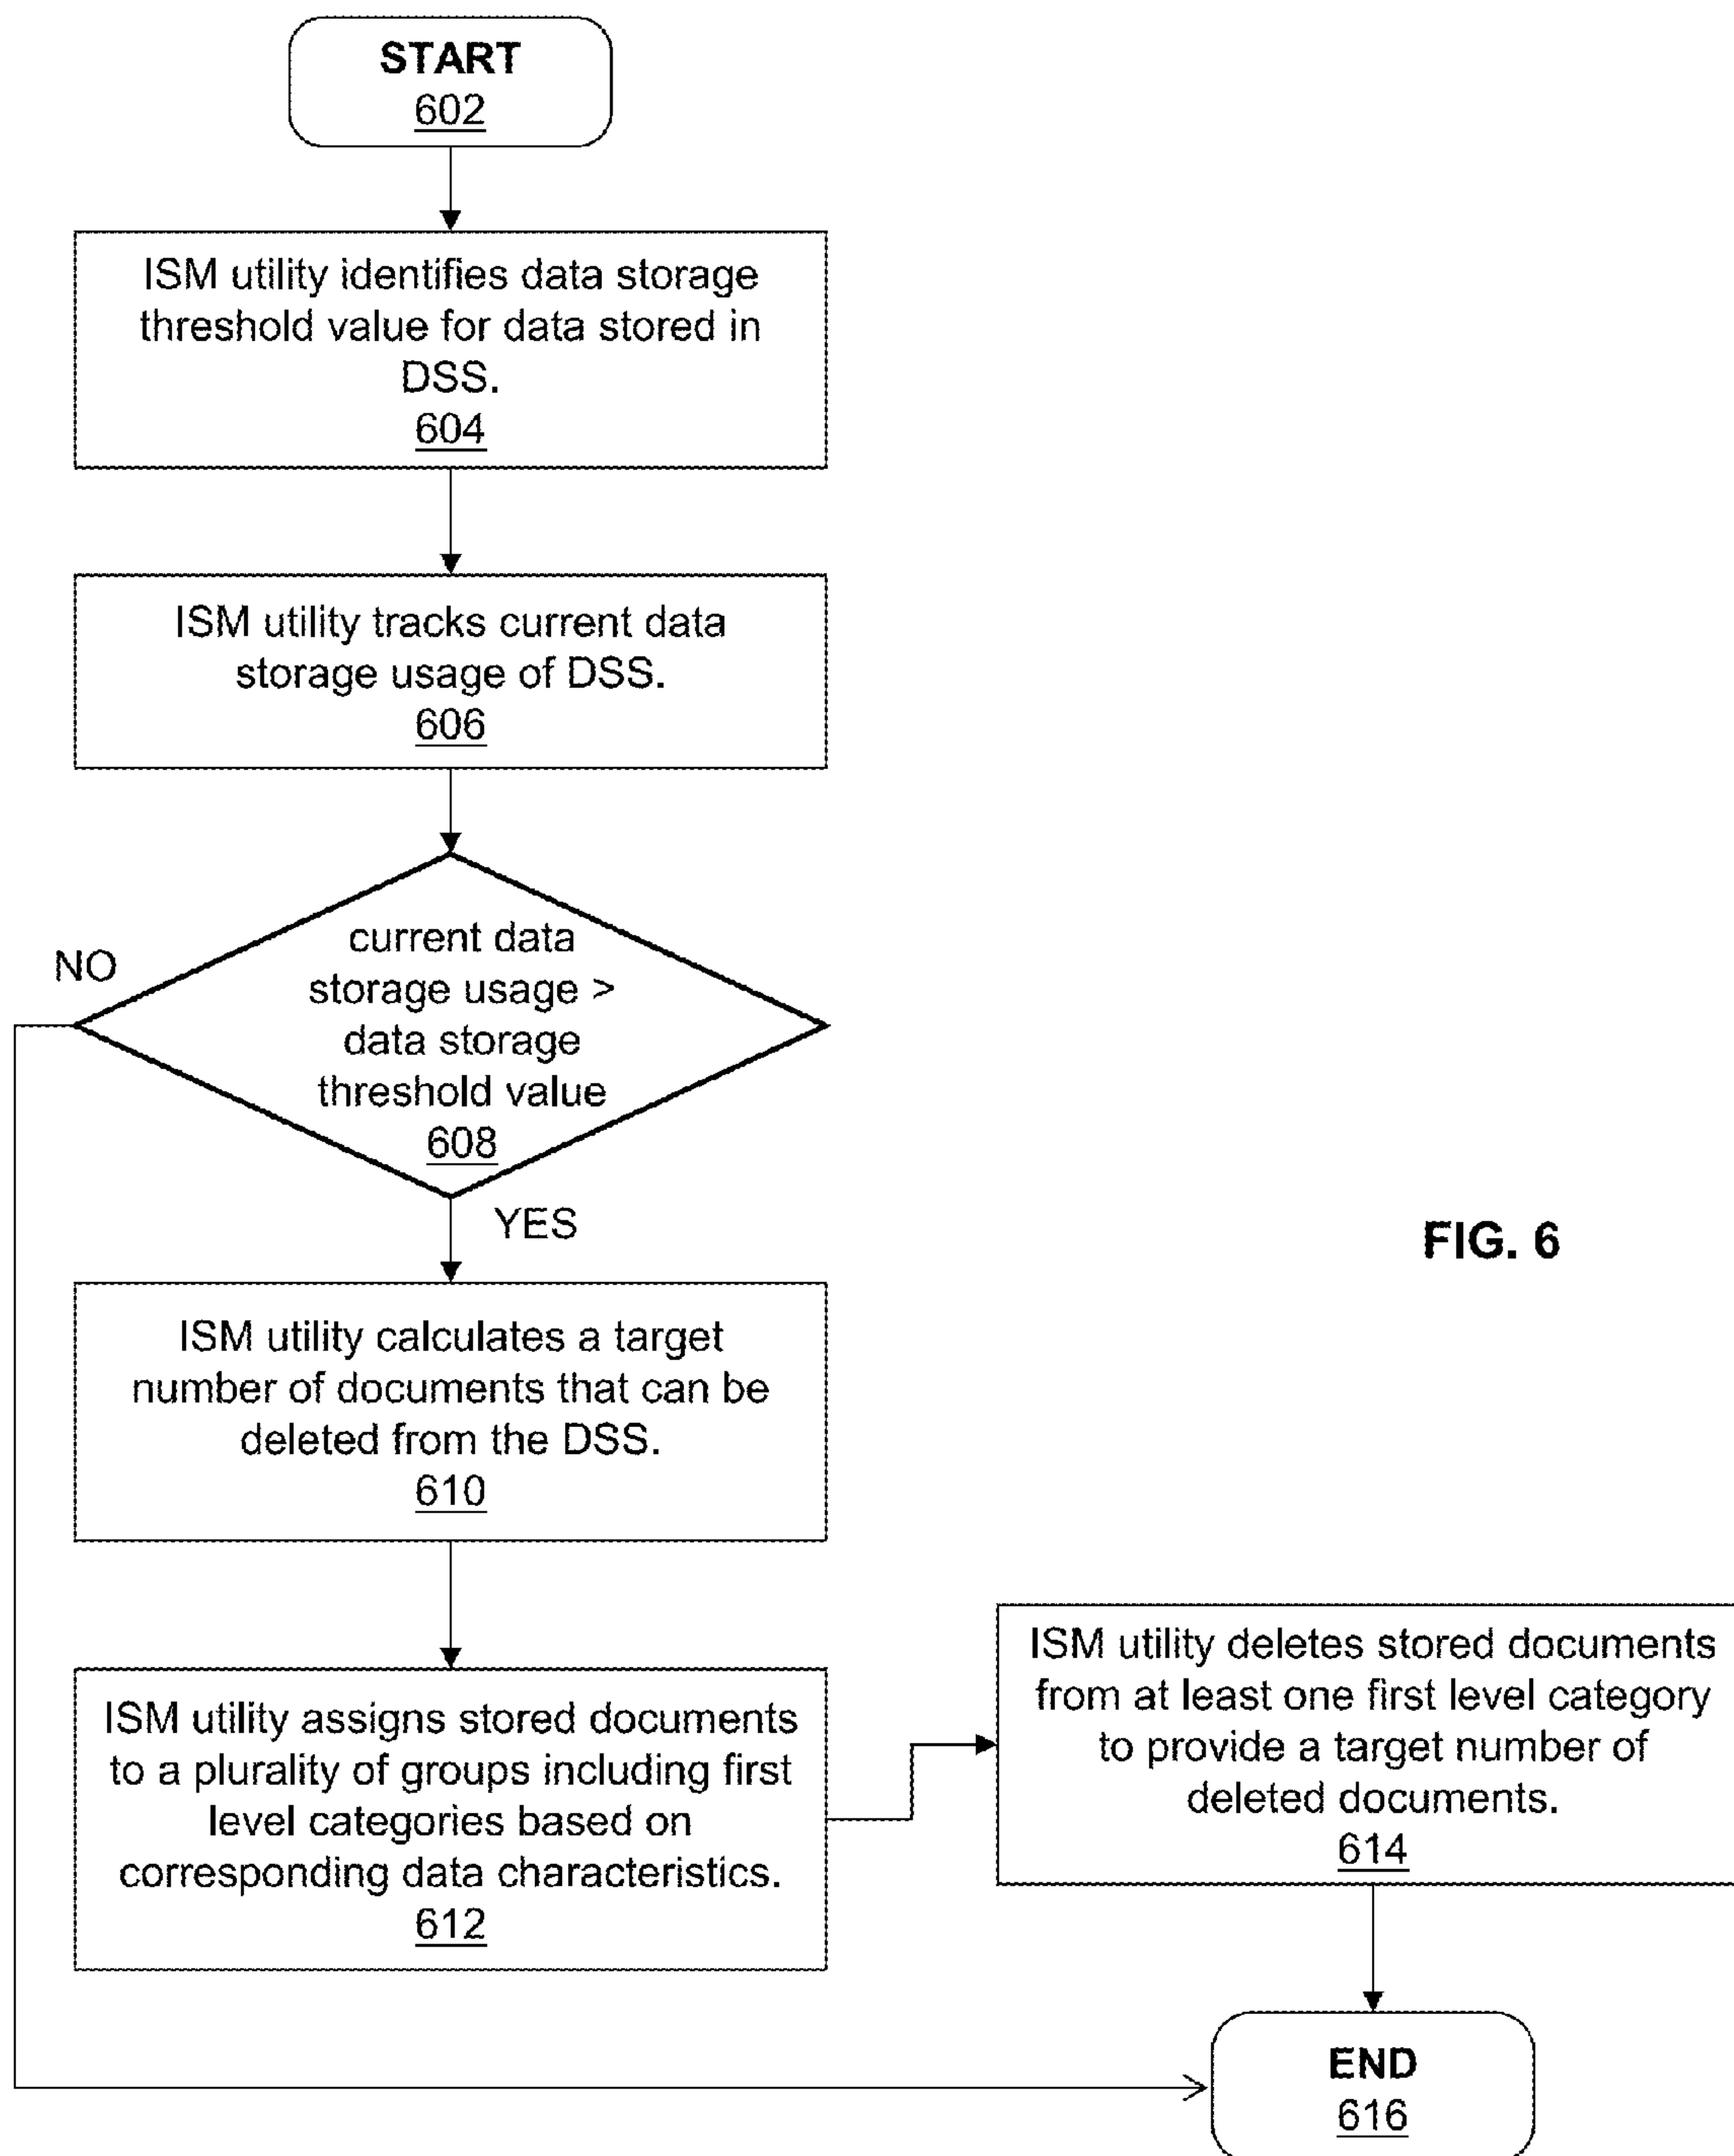 START
602
ISM utility identifies data storage
threshold value for data stored in
DSS.
604
ISM utility tracks current data
storage usage of DSS.
606
current data
storage usage >
data storage
threshold value
608
NO
YES
ISM utility calculates a target
number of documents that can be
deleted from the DSS.
610
ISM utility assigns stored documents
to a plurality of groups including first
level categories based on
corresponding data characteristics.
612
ISM utility deletes stored documents
from at least one first level category
to provide a target number of
deleted documents.
614
END
616
FIG. 6